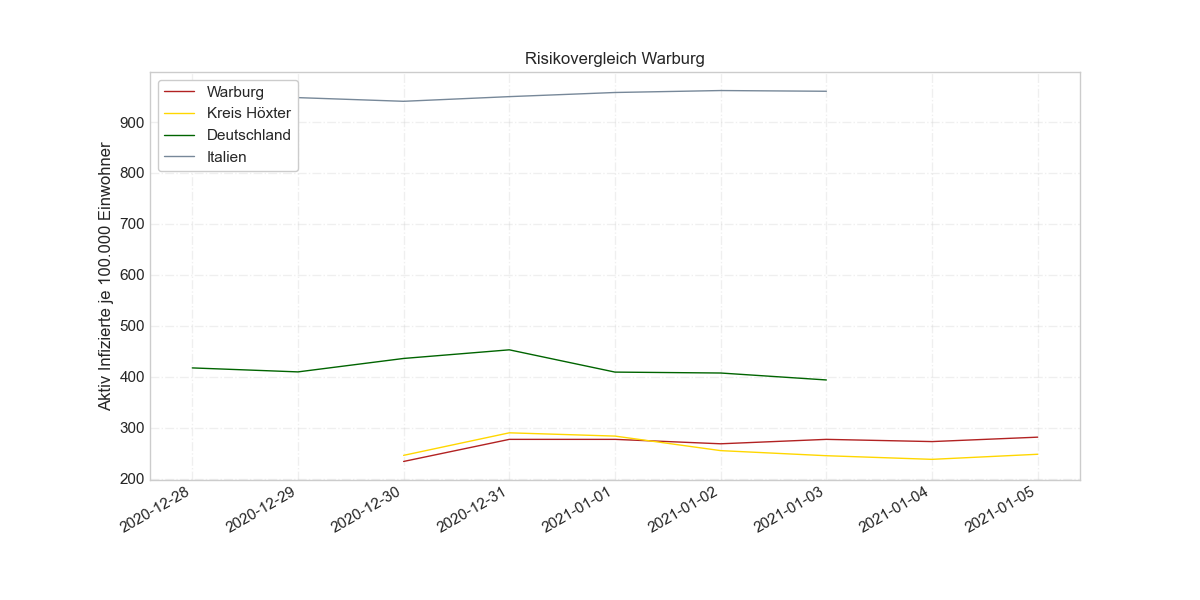 Risikovergleich Warburg
Warburg
Kreis Höxter
Deutschland
Italien
Aktiv Infizierte je 100.000 Einwohner
900
800
700
600
500
400
300
200
2020-12-28
2020-12-29
2020-12-30
2020-12-31
2021-01-01
2021-01-02
2021-01-03
2021-01-04
2021-01-05